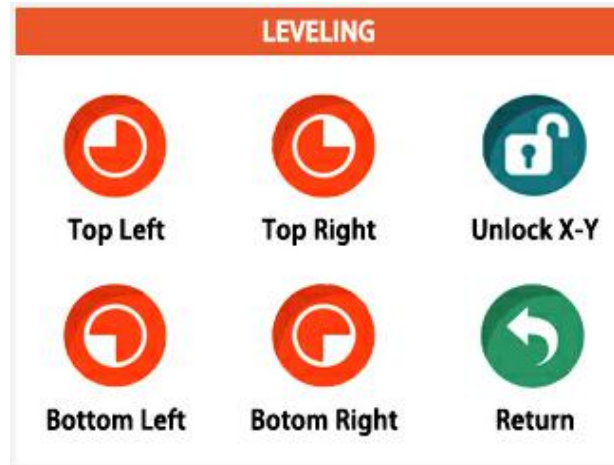 LEVELING
Top Left
Top Right
Unlock X-Y
Bottom Left
Botom Right
Return